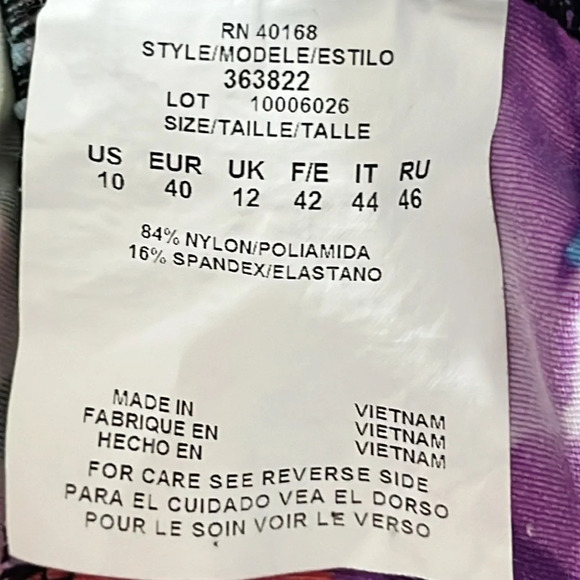 RN 40168
STYLE/MODELE/ESTILO
363822
LOT 10006026
SIZE/TAILLE/TALLE
US EUR UK F/E IT RU
10 40 12 42 44 46
84% NYLON/POLIAMIDA
16% SPANDEX/ELASTANO
MADE IN VIETNAM
FABRIQUE EN VIETNAM
HECHO EN VIETNAM
FOR CARE SEE REVERSE SIDE
PARA EL CUIDADO VEA EL DORSO
POUR LE SOIN VOIR LE VERSO